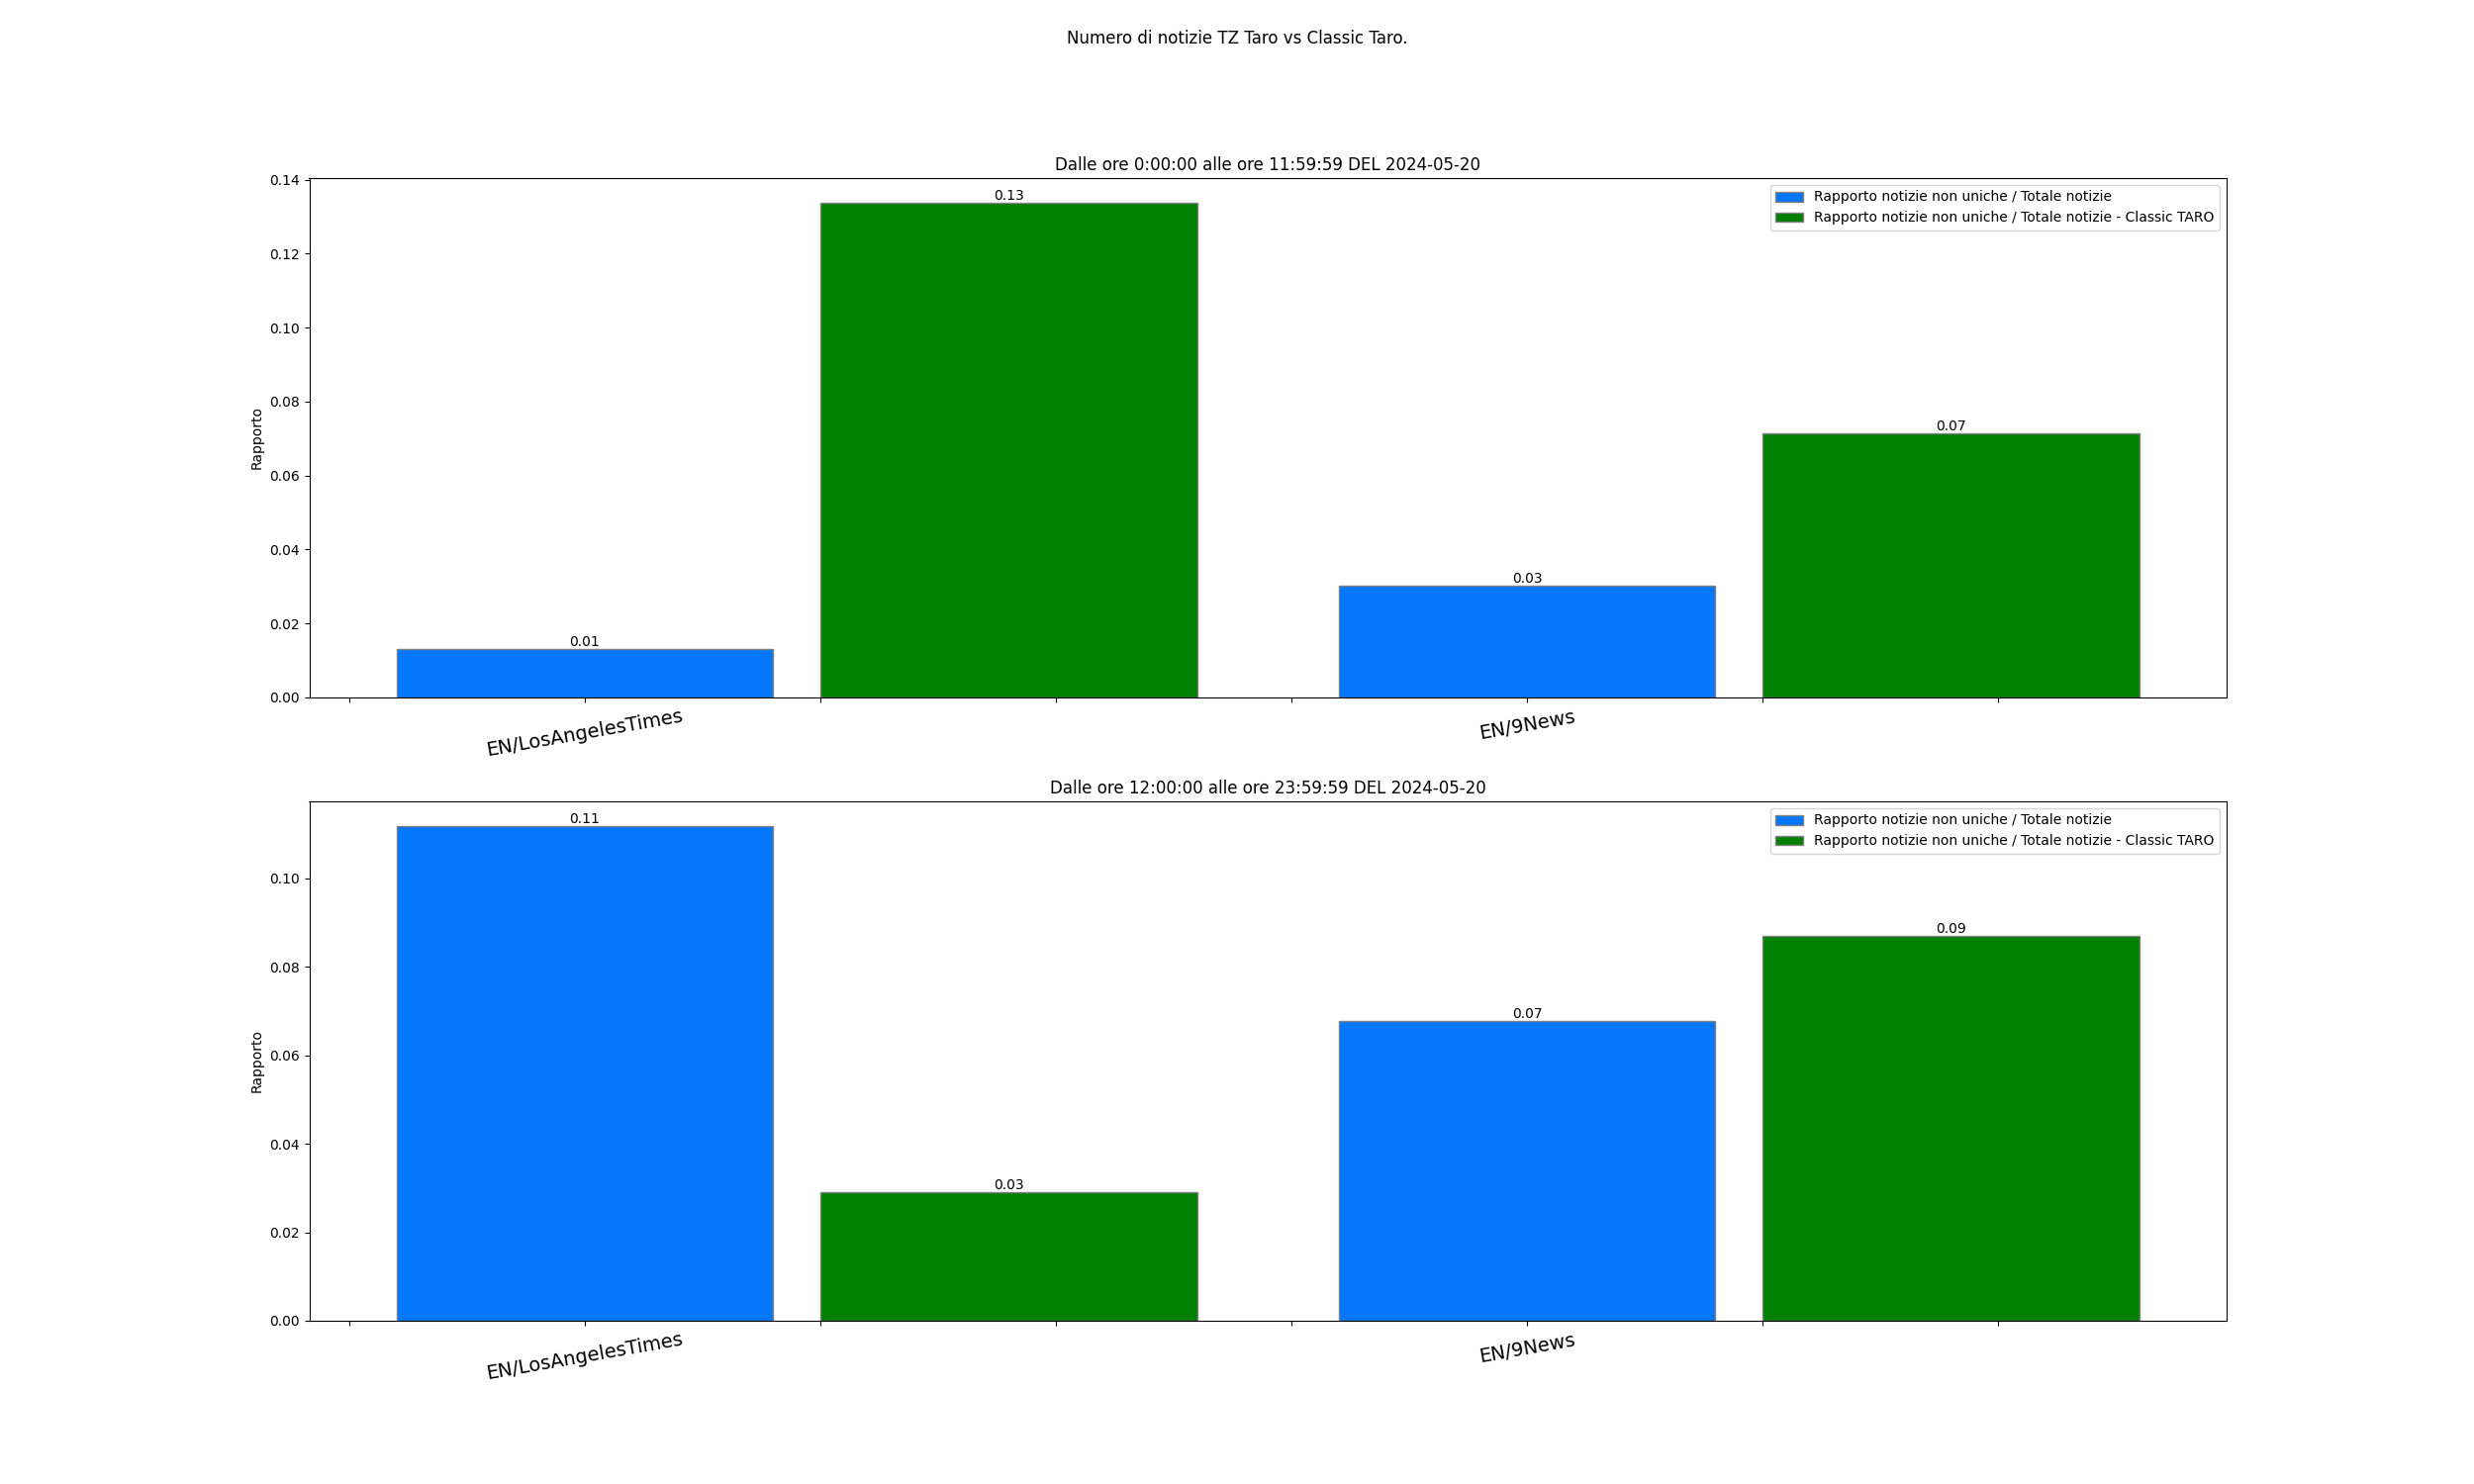 Numero di notizie TZ Taro vs Classic Taro.
Dalle ore 0:00:00 alle ore 11:59:59 DEL 2024-05-20
0.14
0.12
0.10
0.08
0.06
0.04
0.02
0.00
Rapporto
0.01
0.13
0.03
0.07
Rapporto notizie non uniche / Totale notizie
Rapporto notizie non uniche / Totale notizie - Classic TARO
EN/LosAngelesTimes
EN/9News
Dalle ore 12:00:00 alle ore 23:59:59 DEL 2024-05-20
0.10
0.08
0.06
0.04
0.02
0.00
Rapporto
0.11
0.03
0.07
0.09
Rapporto notizie non uniche / Totale notizie
Rapporto notizie non uniche / Totale notizie - Classic TARO
EN/LosAngelesTimes
EN/9News